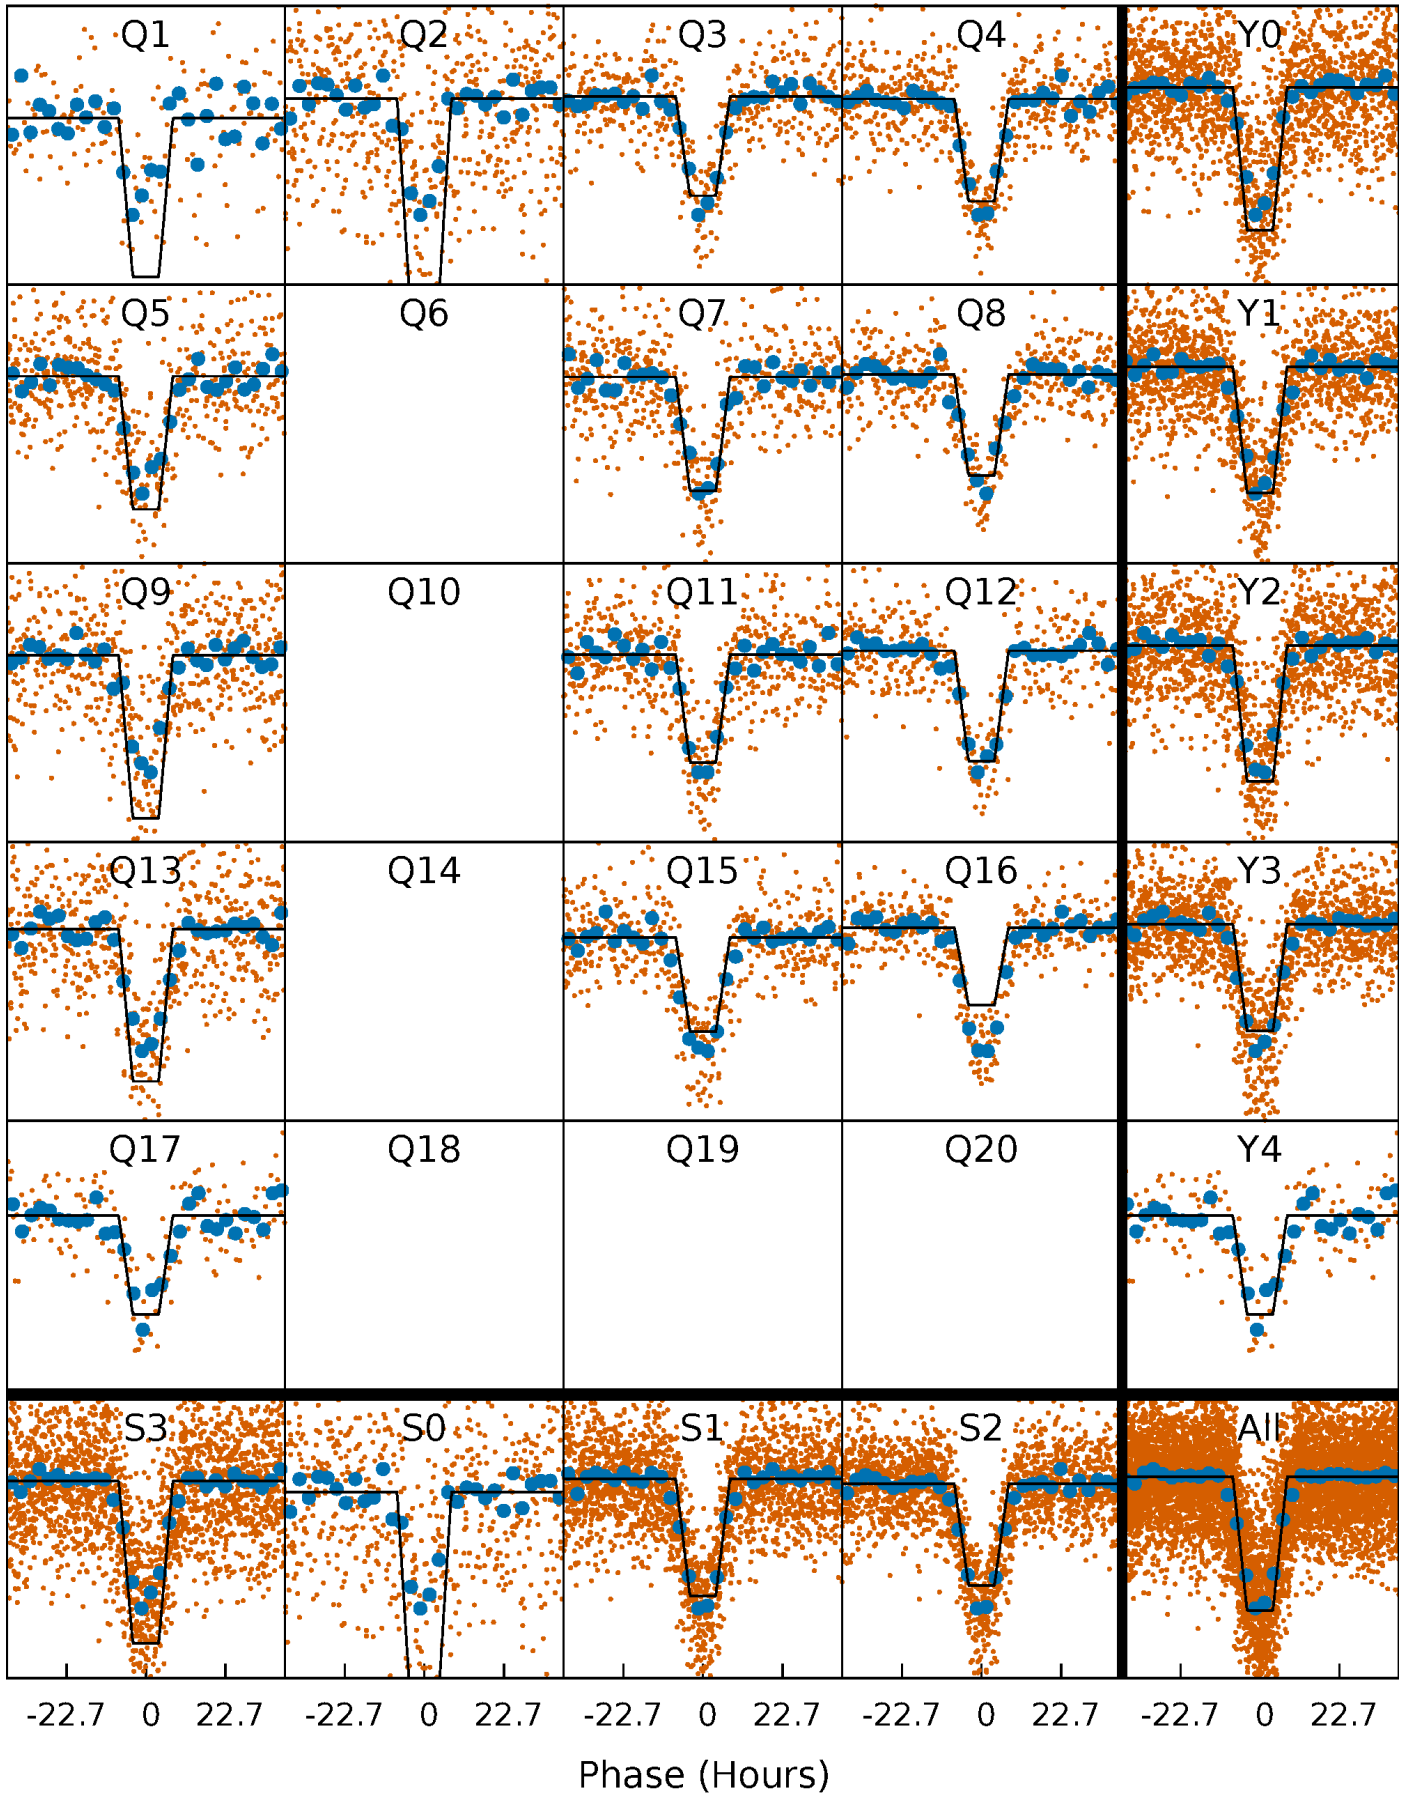 Q1 Q2 Q3 Q4 Y0
Q5 Q6 Q7 Q8 Y1
Q9 Q10 Q11 Q12 Y2
Q13 Q14 Q15 Q16 Y3
Q17 Q18 Q19 Q20 Y4
S3 S0 S1 S2 All
-22.7 0 22.7 -22.7 0 22.7 -22.7 0 22.7 -22.7 0 22.7 -22.7 0 22.7
Phase (Hours)